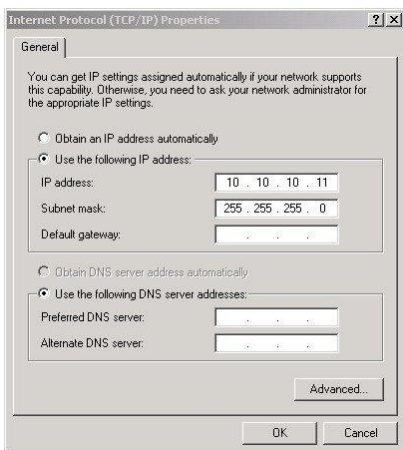 Internet Protocol (TCP/IP) Properties
General
You can get IP settings assigned automatically if your network supports
this capability. Otherwise, you need to ask your network administrator for
the appropriate IP settings.
Obtain an IP address automatically
Use the following IP address:
IP address: 10 . 10 . 10 . 11
Subnet mask: 255 . 255 . 255 . 0
Default gateway: . . .
Obtain DNS server address automatically
Use the following DNS server addresses:
Preferred DNS server: . . .
Alternate DNS server: . . .
Advanced...
OK Cancel